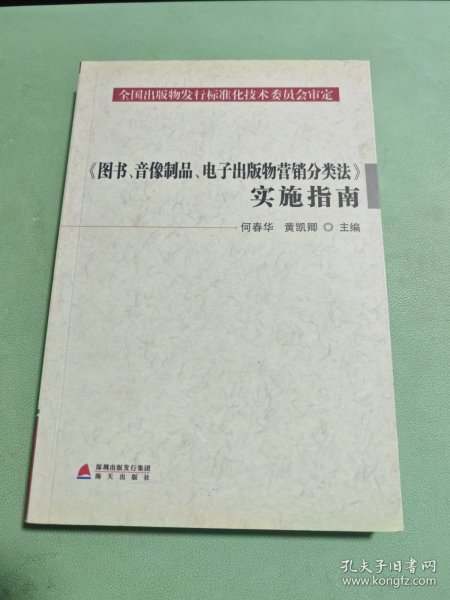 全国出版物发行标准化技术委员会审定
《图书、音像制品、电子出版物营销分类法》
实施指南
何春华 黄凯卿 ◎ 主编
深圳出版发行集团
海天出版社
孔夫子旧书网
www.kongfz.com